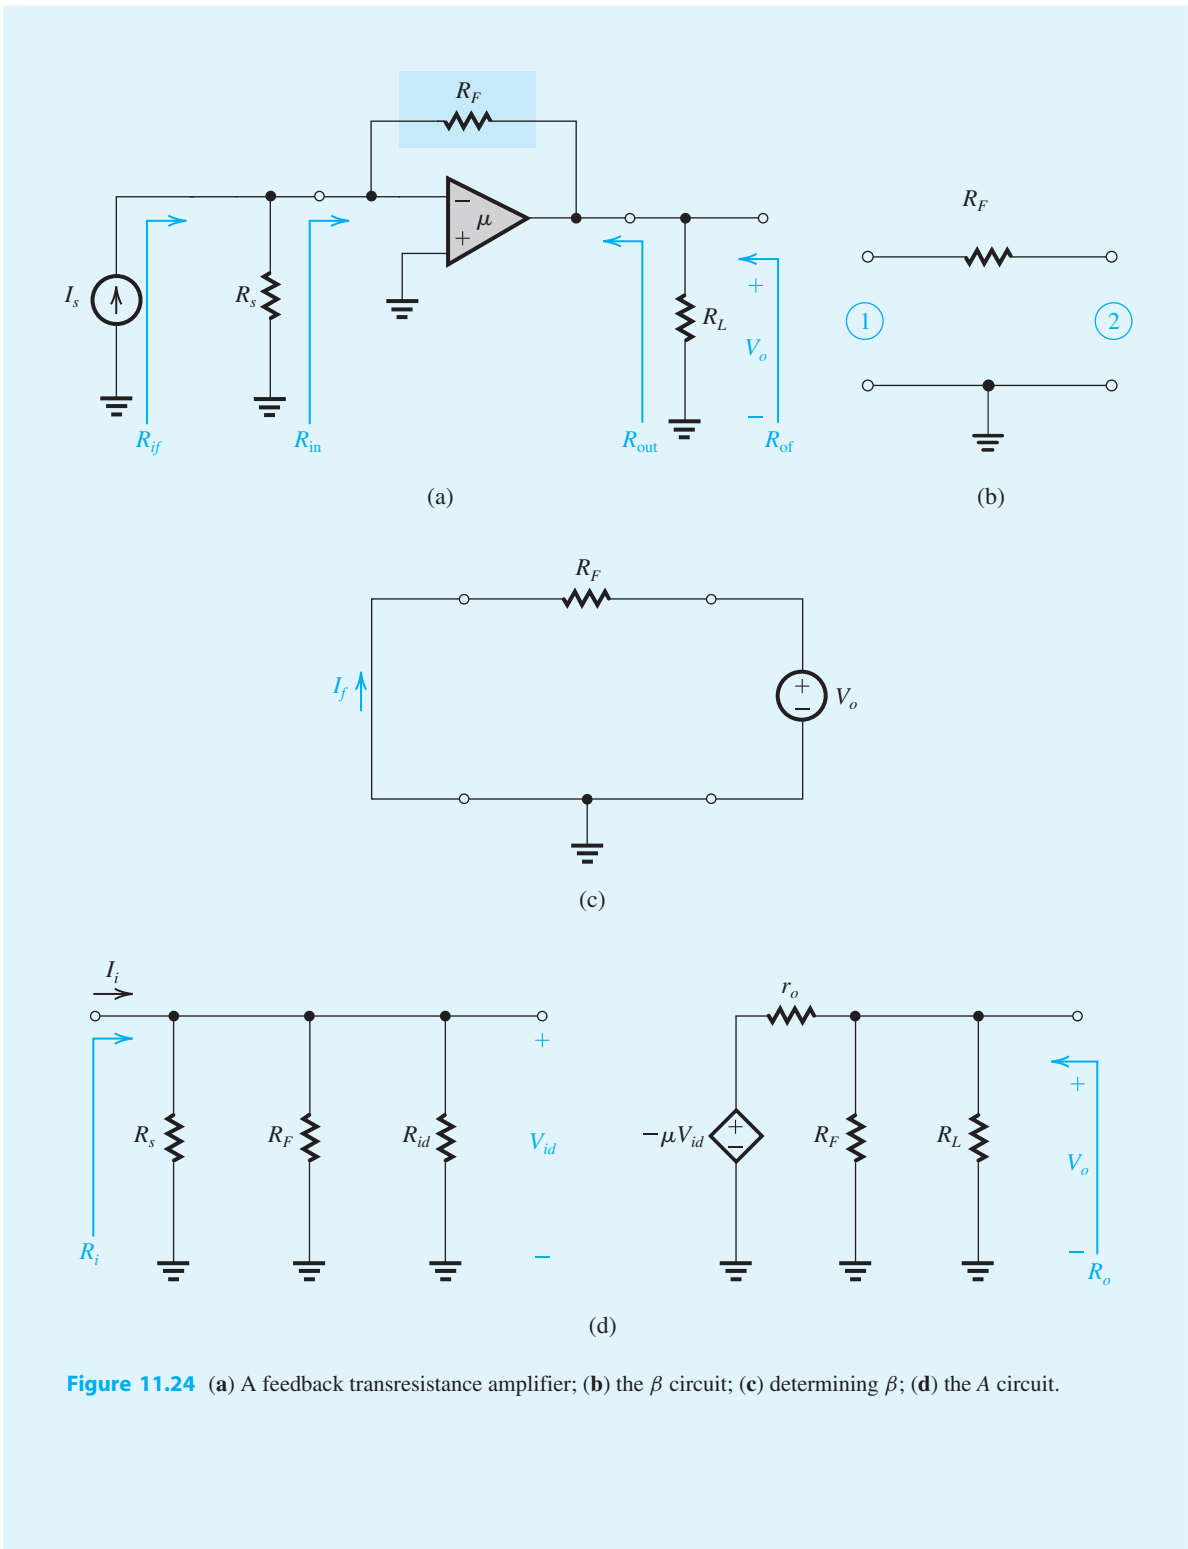 R_F
− μ +
I_s
R_s
R_L
+
V_o
−
R_if
R_in
R_out
R_of
(a)
R_F
1
2
(b)
R_F
I_f
+
−
V_o
(c)
I_i
R_s
R_F
R_id
+
V_id
−
R_i
r_o
−μV_id
+
−
R_F
R_L
+
V_o
−
R_o
(d)
Figure 11.24 (a) A feedback transresistance amplifier; (b) the β circuit; (c) determining β; (d) the A circuit.